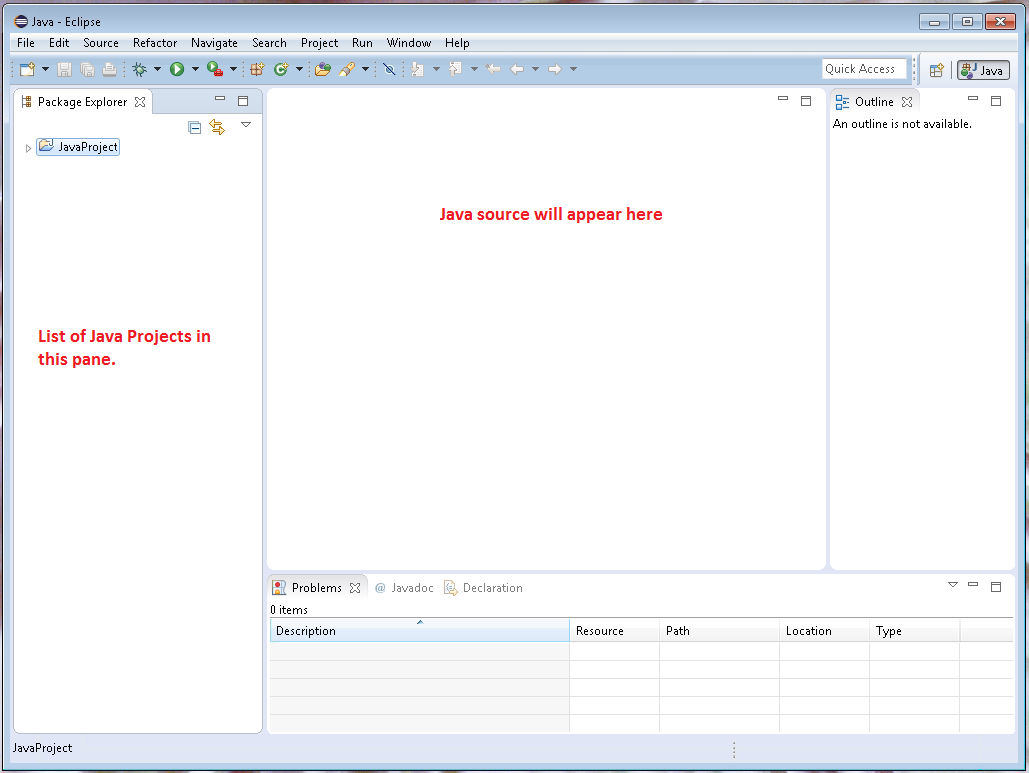 Java - Eclipse
File Edit Source Refactor Navigate Search Project Run Window Help
Quick Access
Java
Package Explorer
JavaProject
List of Java Projects in
this pane.
Java source will appear here
Outline
An outline is not available.
Problems @ Javadoc Declaration
0 items
Description Resource Path Location Type
JavaProject